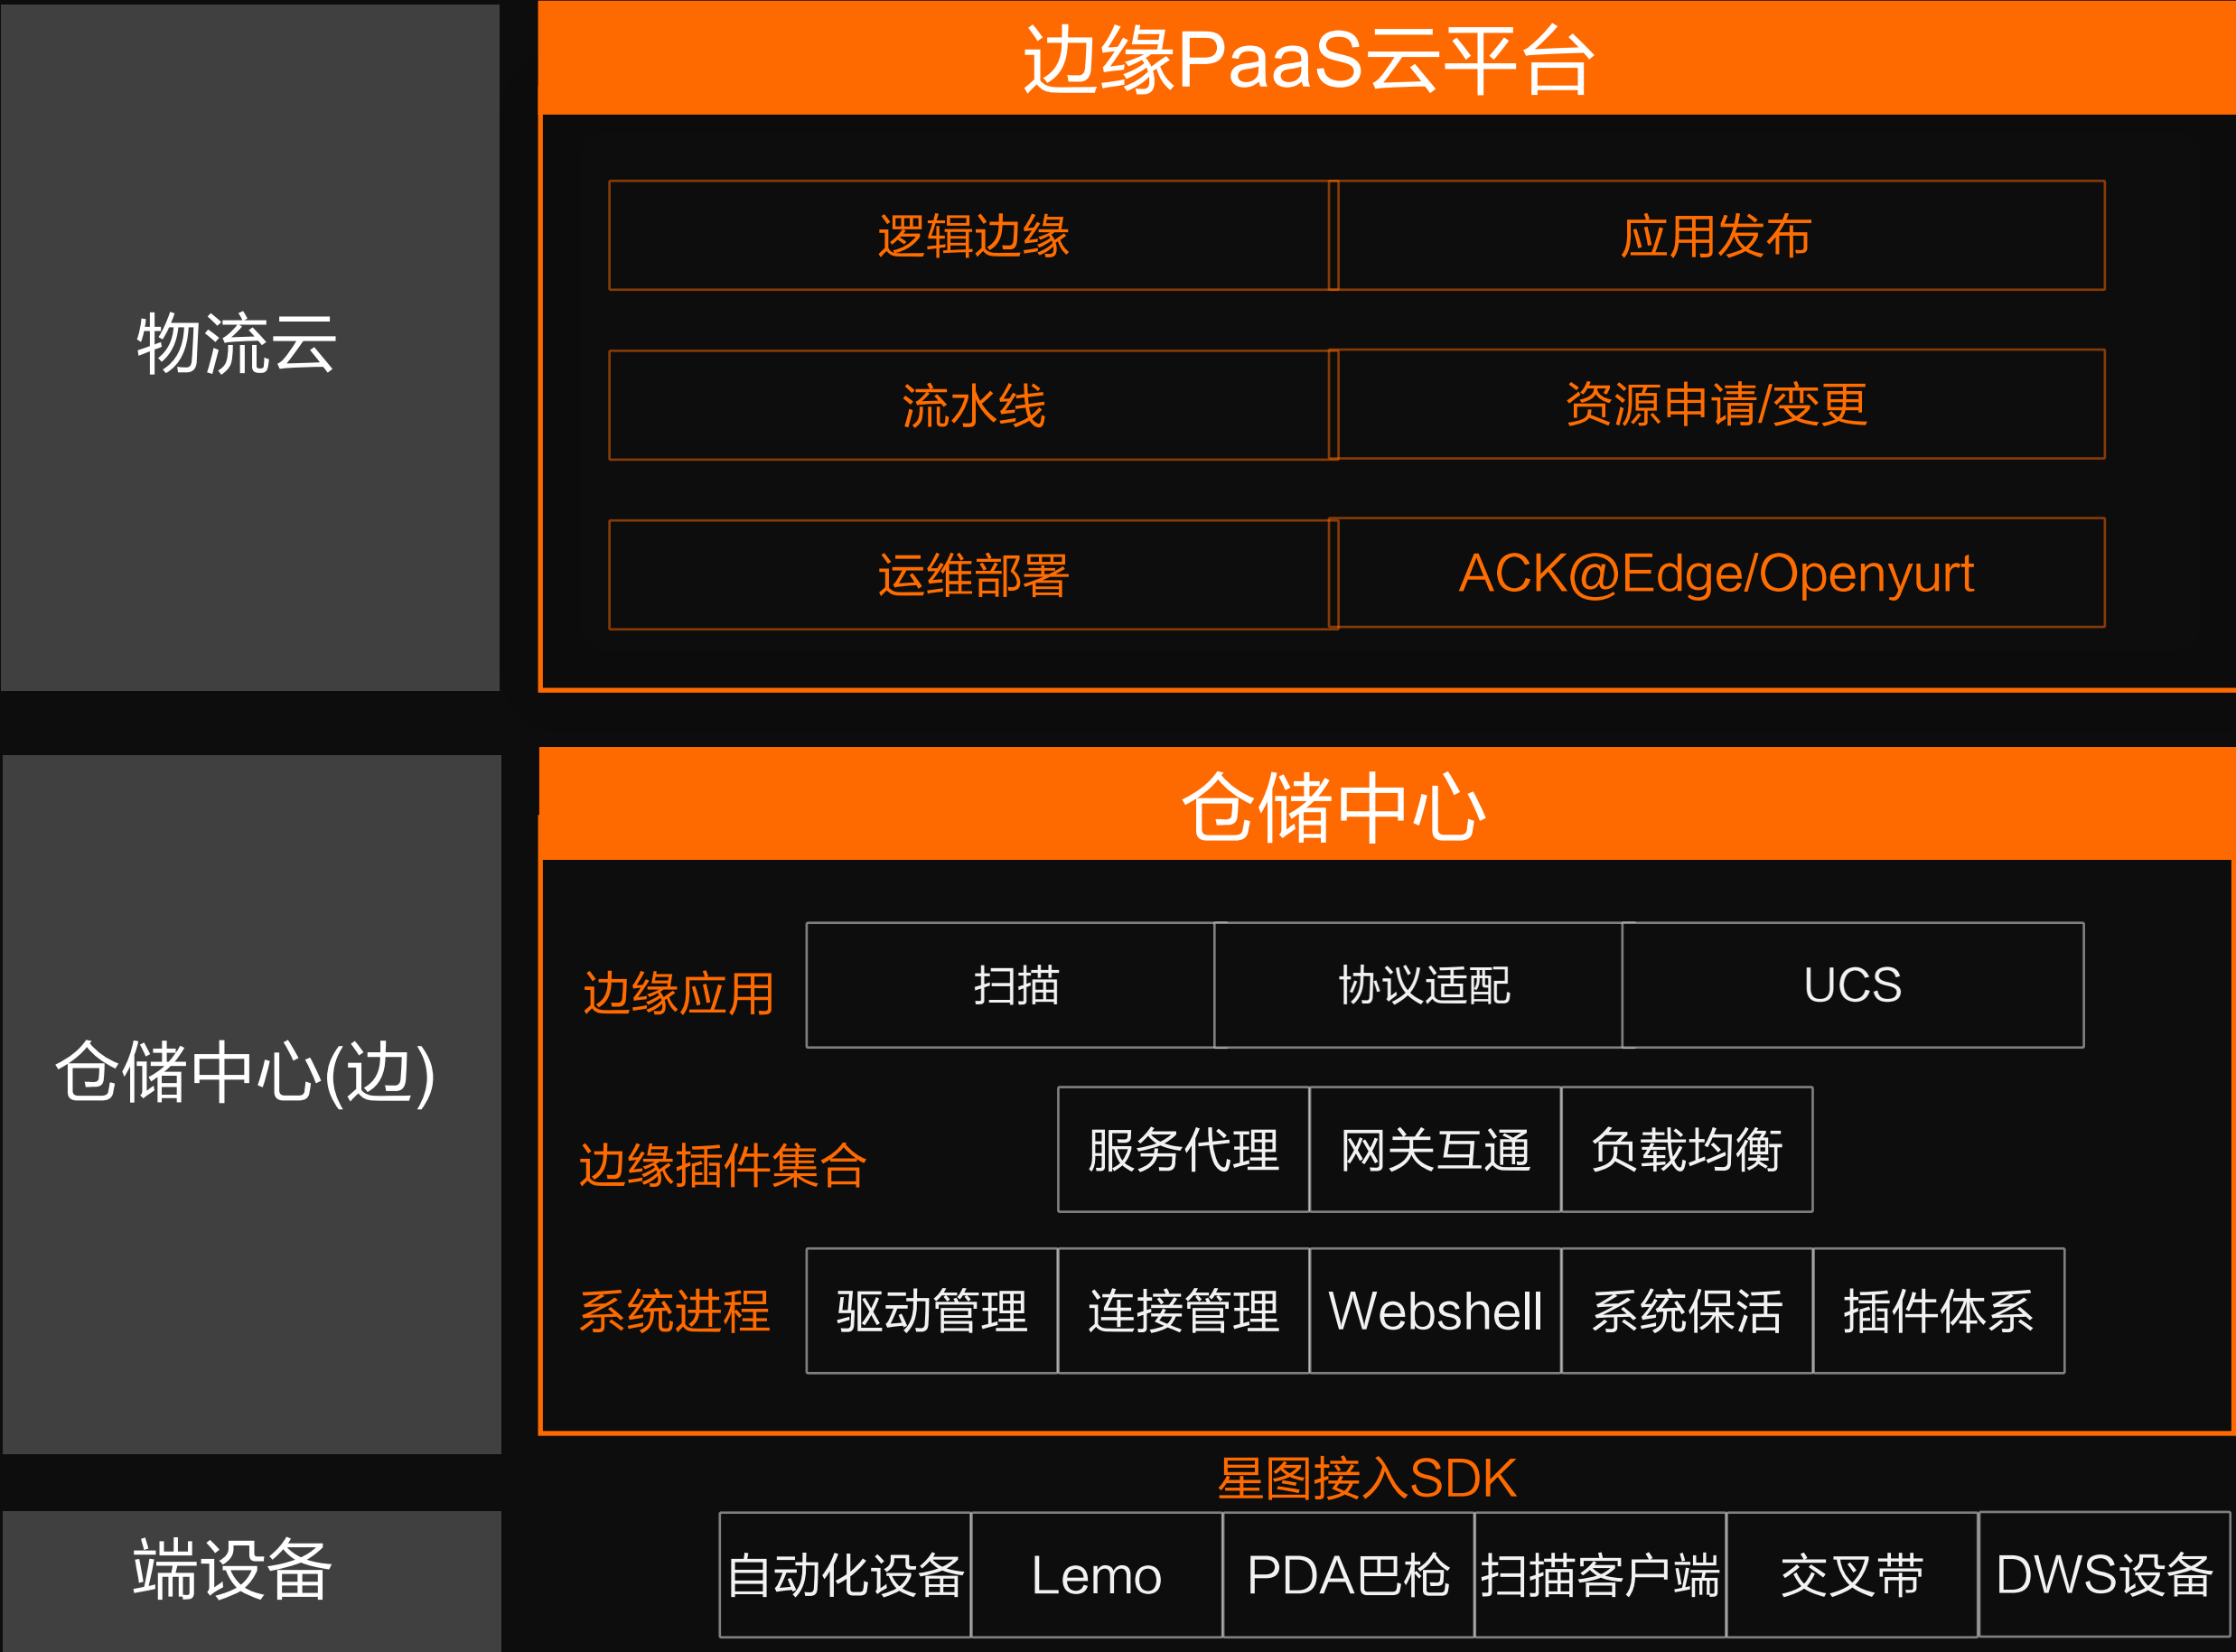 边缘PaaS云平台
物流云
逻辑边缘
应用发布
流水线
资源申请/变更
运维部署
ACK@Edge/Openyurt
仓储中心
仓储中心(边)
边缘应用
扫描
协议适配
UCS
边缘插件集合
服务代理
网关互通
负载均衡
系统进程
驱动管理
连接管理
Webshell
系统保活
插件体系
星图接入SDK
端设备
自动化设备
Lemo
PDA巴枪
扫描客户端
交叉带
DWS设备